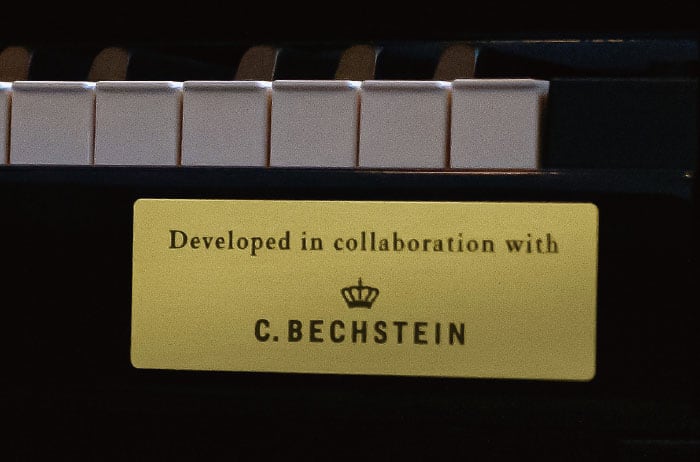 Developed in collaboration with
C. BECHSTEIN